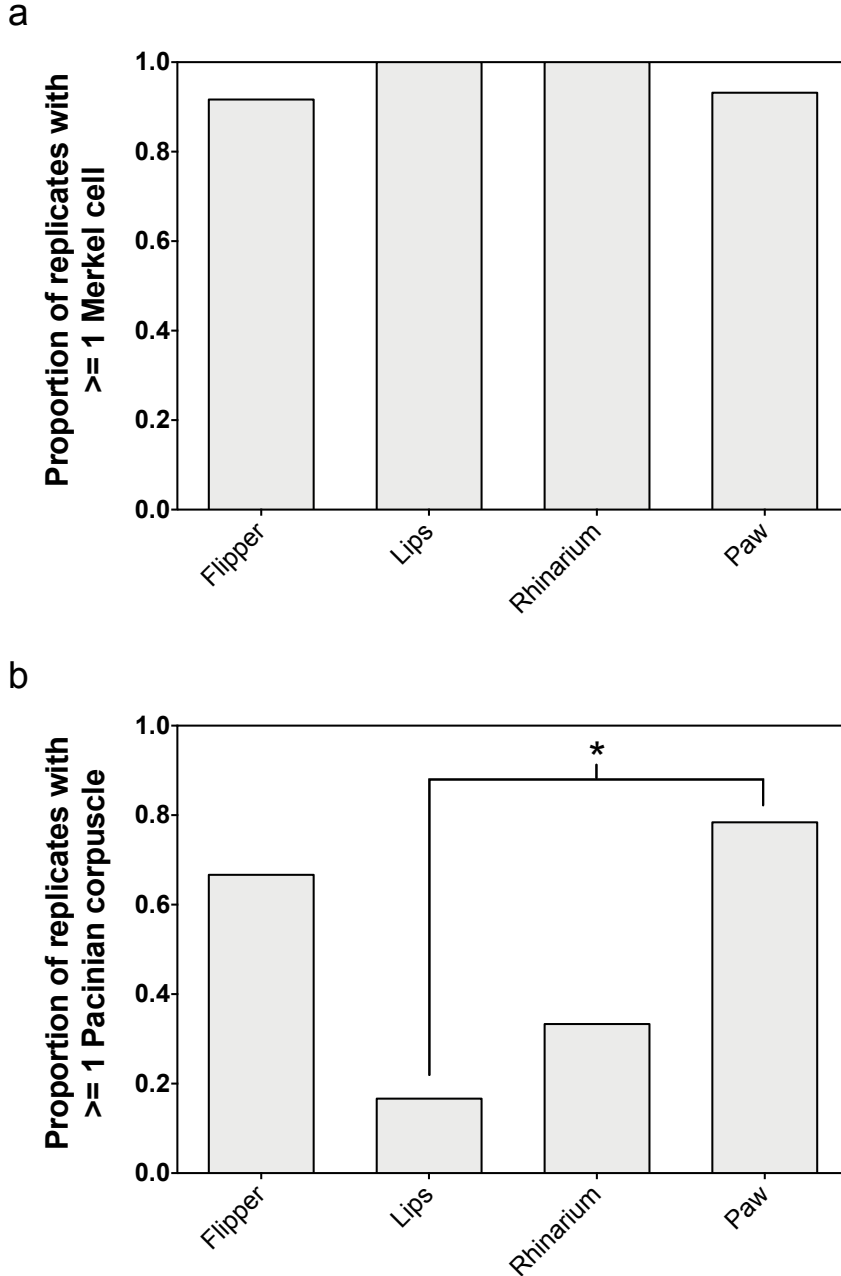 a
Proportion of replicates with
>= 1 Merkel cell
1.0
0.8
0.6
0.4
0.2
0.0
Flipper
Lips
Rhinarium
Paw
b
Proportion of replicates with
>= 1 Pacinian corpuscle
1.0
0.8
0.6
0.4
0.2
0.0
*
Flipper
Lips
Rhinarium
Paw